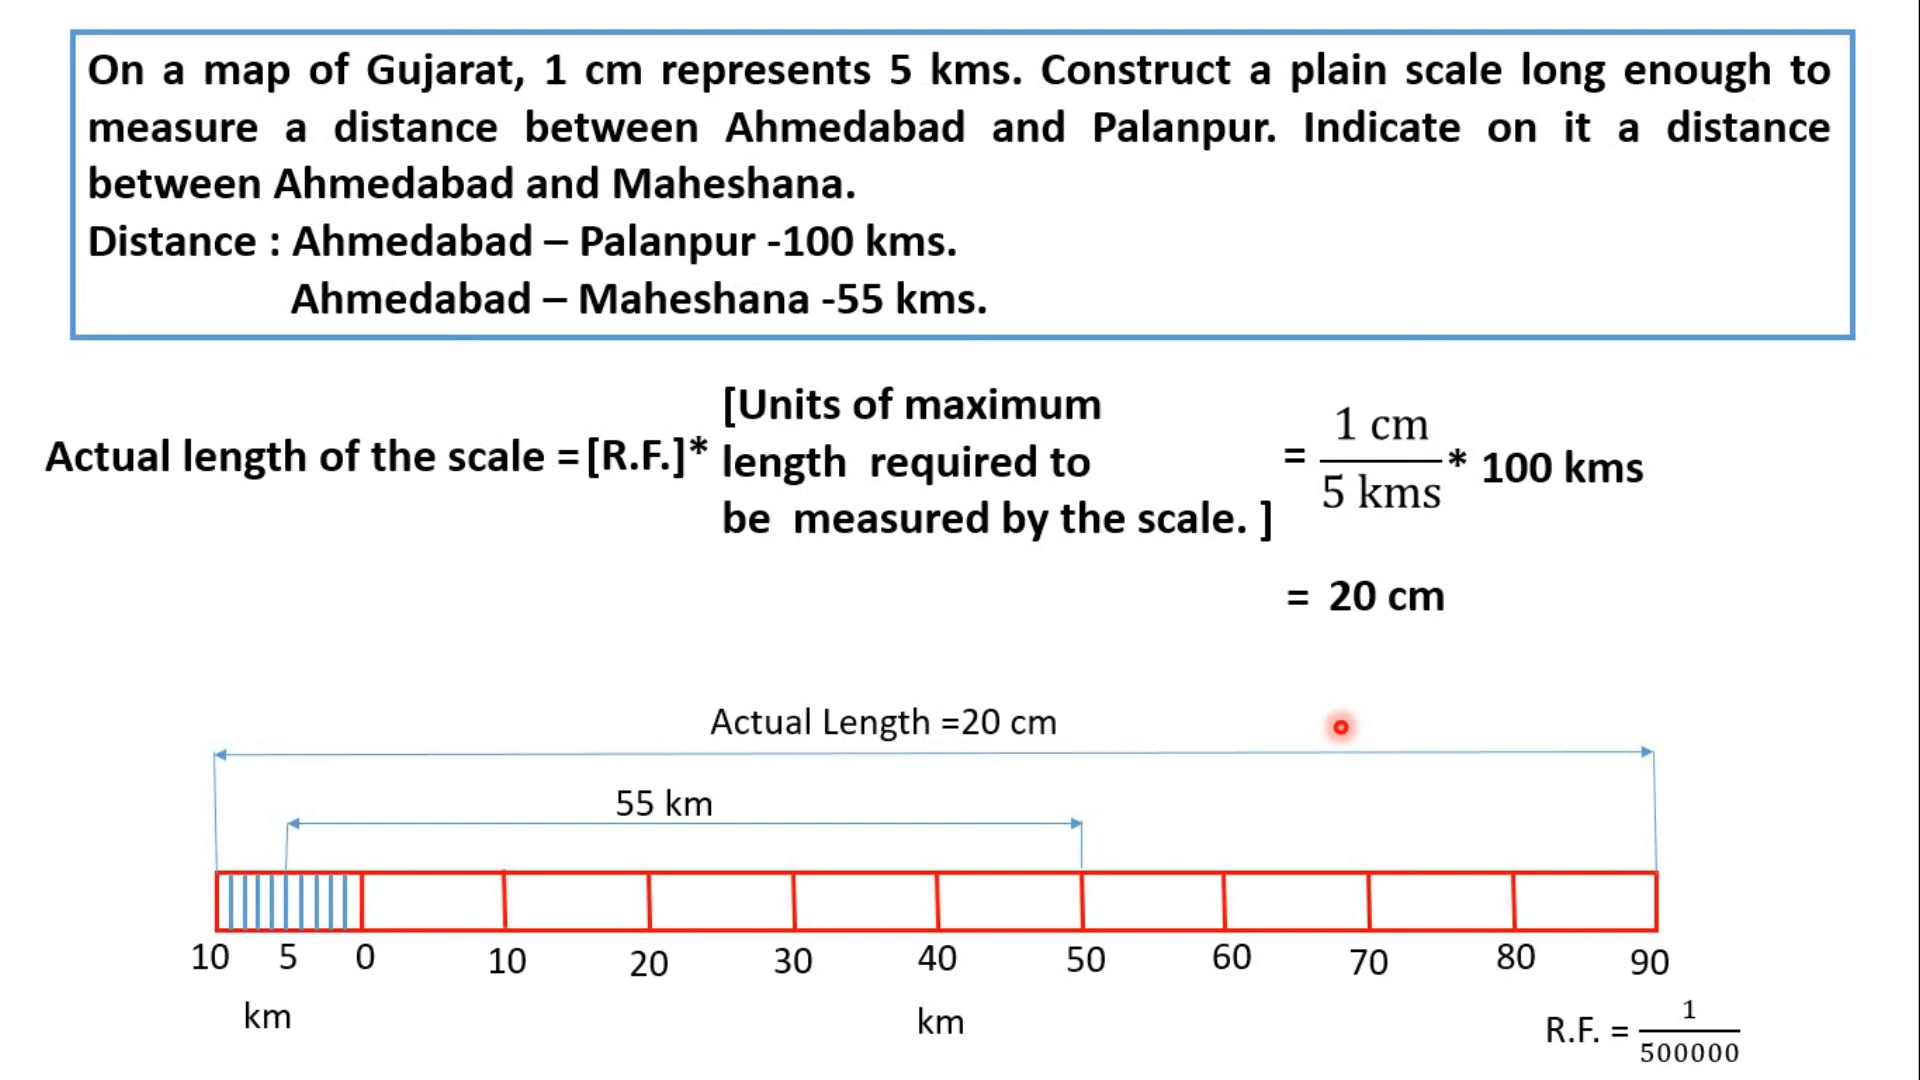 On a map of Gujarat, 1 cm represents 5 kms. Construct a plain scale long enough to
measure a distance between Ahmedabad and Palanpur. Indicate on it a distance
between Ahmedabad and Maheshana.
Distance : Ahmedabad – Palanpur -100 kms.
Ahmedabad – Maheshana -55 kms.
[Units of maximum
Actual length of the scale = [R.F.]* length required to = 1 cm / 5 kms * 100 kms
be measured by the scale. ]
= 20 cm
Actual Length =20 cm
55 km
10 5 0 10 20 30 40 50 60 70 80 90
km km
R.F. = 1 / 500000